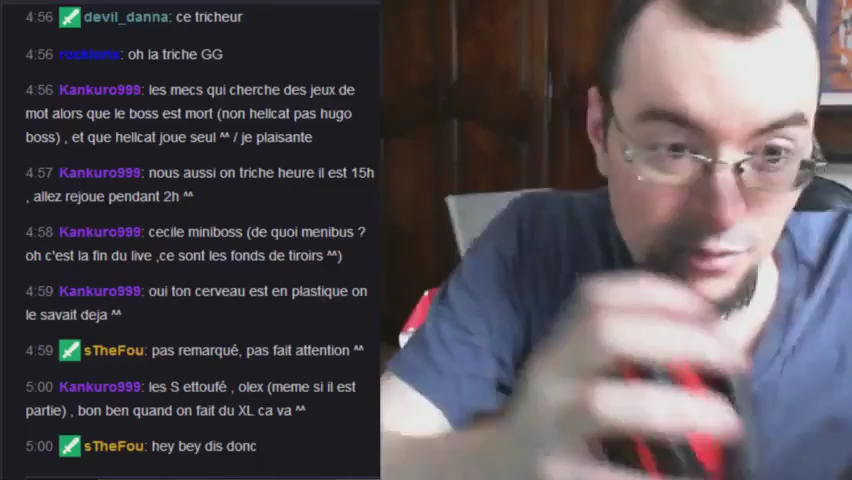 4:56 devil_danna: ce tricheur
4:56 rockleme: oh la triche GG
4:56 Kankuro999: les mecs qui cherche des jeux de
mot alors que le boss est mort (non hellcat pas hugo
boss) , et que hellcat joue seul ^^ / je plaisante
4:57 Kankuro999: nous aussi on triche heure il est 15h
, allez rejoue pendant 2h ^^
4:58 Kankuro999: cecile miniboss (de quoi menibus ?
oh c'est la fin du live ,ce sont les fonds de tiroirs ^^)
4:59 Kankuro999: oui ton cerveau est en plastique on
le savait deja ^^
4:59 sTheFou: pas remarqué, pas fait attention ^^
5:00 Kankuro999: les S ettoufé , olex (meme si il est
partie) , bon ben quand on fait du XL ca va ^^
5:00 sTheFou: hey bey dis donc